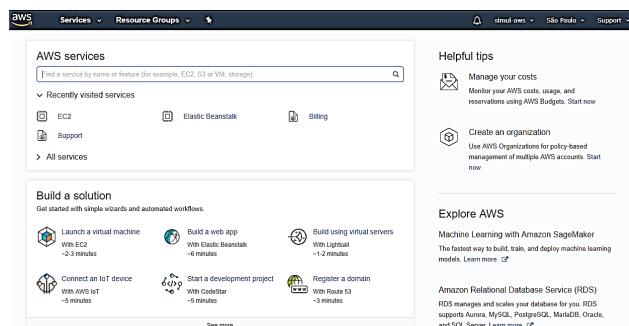 aws
Services
Resource Groups
simul-aws
São Paulo
Support
AWS services
Find a service by name or feature (for example, EC2, S3 or VM, storage).
Recently visited services
EC2
Elastic Beanstalk
Billing
Support
All services
Build a solution
Get started with simple wizards and automated workflows.
Launch a virtual machine
With EC2
~2-3 minutes
Build a web app
With Elastic Beanstalk
~6 minutes
Build using virtual servers
With Lightsail
~1-2 minutes
Connect an IoT device
With AWS IoT
~5 minutes
Start a development project
With CodeStar
~5 minutes
Register a domain
With Route 53
~3 minutes
See more
Helpful tips
Manage your costs
Monitor your AWS costs, usage, and
reservations using AWS Budgets. Start now
Create an organization
Use AWS Organizations for policy-based
management of multiple AWS accounts. Start
now
Explore AWS
Machine Learning with Amazon SageMaker
The fastest way to build, train, and deploy machine learning
models. Learn more.
Amazon Relational Database Service (RDS)
RDS manages and scales your database for you. RDS
supports Aurora, MySQL, PostgreSQL, MariaDB, Oracle,
and SQL Server. Learn more.